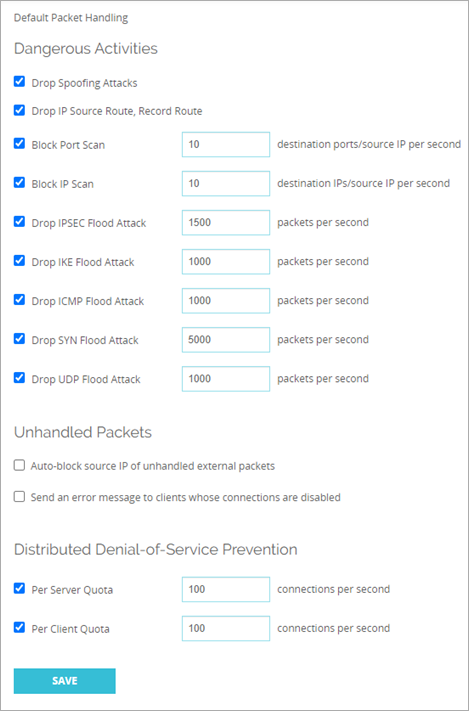 Default Packet Handling
Dangerous Activities
Drop Spoofing Attacks
Drop IP Source Route, Record Route
Block Port Scan 10 destination ports/source IP per second
Block IP Scan 10 destination IPs/source IP per second
Drop IPSEC Flood Attack 1500 packets per second
Drop IKE Flood Attack 1000 packets per second
Drop ICMP Flood Attack 1000 packets per second
Drop SYN Flood Attack 5000 packets per second
Drop UDP Flood Attack 1000 packets per second
Unhandled Packets
Auto-block source IP of unhandled external packets
Send an error message to clients whose connections are disabled
Distributed Denial-of-Service Prevention
Per Server Quota 100 connections per second
Per Client Quota 100 connections per second
SAVE